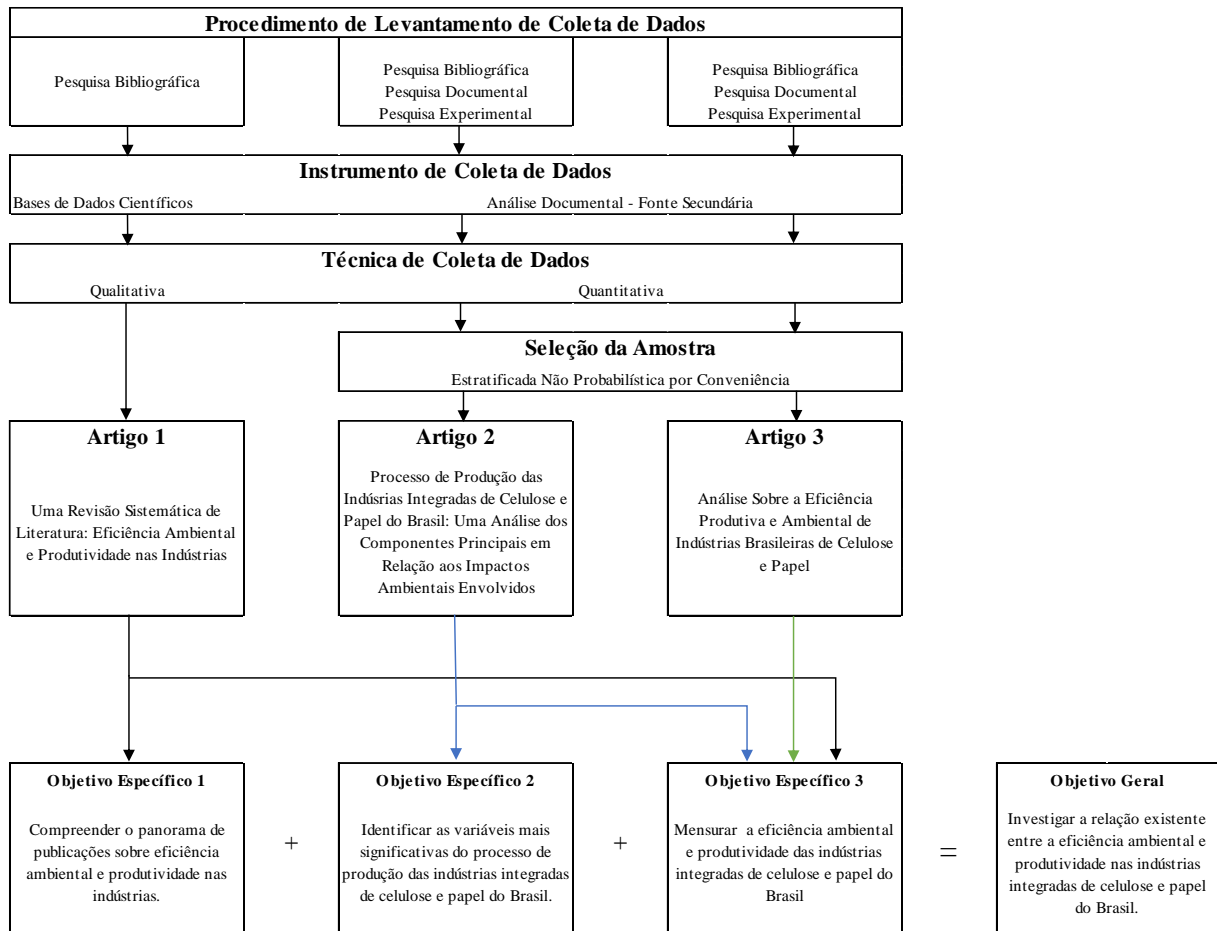 Procedimento de Levantamento de Coleta de Dados
Pesquisa Bibliográfica
Pesquisa Bibliográfica
Pesquisa Documental
Pesquisa Experimental
Pesquisa Bibliográfica
Pesquisa Documental
Pesquisa Experimental
Instrumento de Coleta de Dados
Bases de Dados Científicos
Análise Documental - Fonte Secundária
Técnica de Coleta de Dados
Qualitativa
Quantitativa
Seleção da Amostra
Estratificada Não Probabilística por Conveniência
Artigo 1
Uma Revisão Sistemática de
Literatura: Eficiência Ambiental
e Produtividade nas Indústrias
Artigo 2
Processo de Produção das
Indúsrias Integradas de Celulose e
Papel do Brasil: Uma Análise dos
Componentes Principais em
Relação aos Impactos
Ambientais Envolvidos
Artigo 3
Análise Sobre a Eficiência
Produtiva e Ambiental de
Indústrias Brasileiras de Celulose
e Papel
Objetivo Específico 1
Compreender o panorama de
publicações sobre eficiência
ambiental e produtividade nas
indústrias.
+
Objetivo Específico 2
Identificar as variáveis mais
significativas do processo de
produção das indústrias integradas
de celulose e papel do Brasil.
+
Objetivo Específico 3
Mensurar a eficiência ambiental
e produtividade das indústrias
integradas de celulose e papel do
Brasil
=
Objetivo Geral
Investigar a relação existente
entre a eficiência ambiental e
produtividade nas indústrias
integradas de celulose e papel
do Brasil.